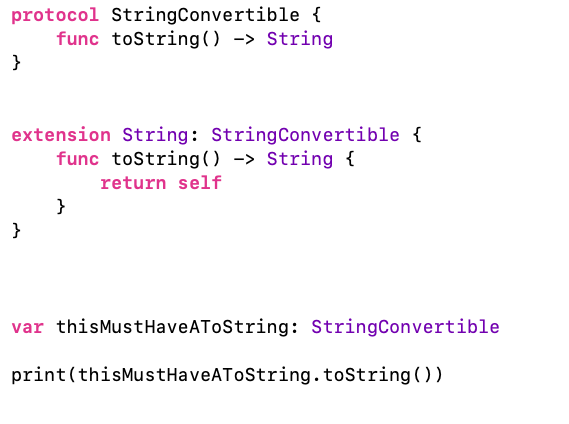 protocol StringConvertible {
    func toString() -> String
}
extension String: StringConvertible {
    func toString() -> String {
        return self
    }
}
var thisMustHaveAToString: StringConvertible
print(thisMustHaveAToString.toString())